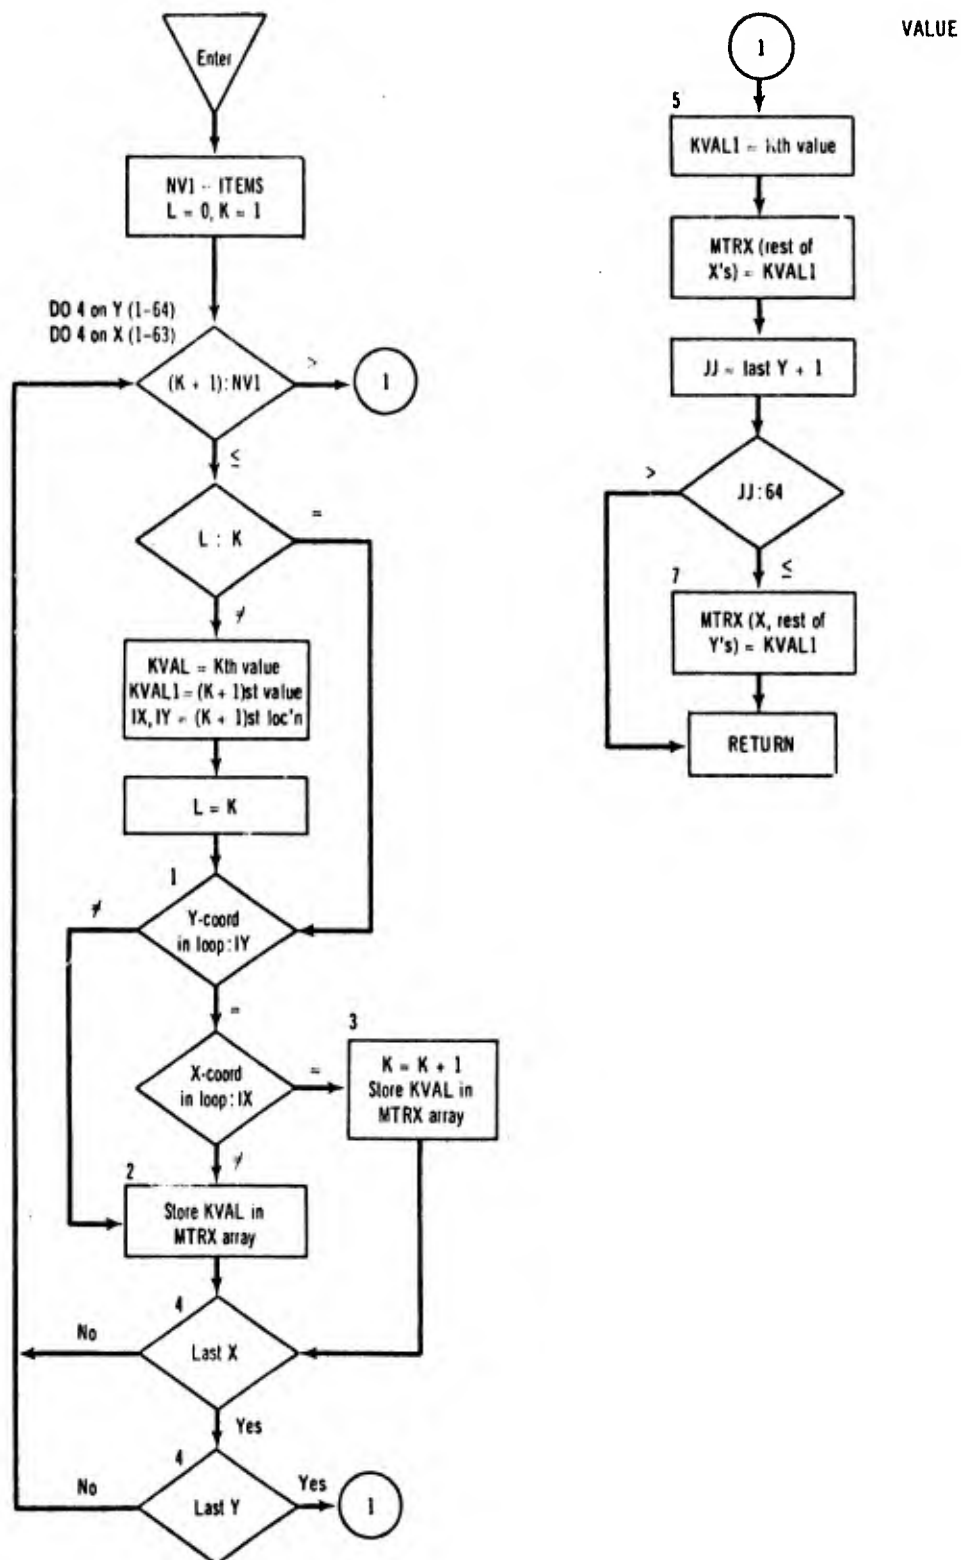 VALUE
Enter
NV1 - ITEMS
L = 0, K = 1
DO 4 on Y (1-64)
DO 4 on X (1-63)
(K + 1) : NV1
>
1
≤
L : K
=
≠
KVAL = Kth value
KVAL1 = (K + 1)st value
IX, IY = (K + 1)st loc'n
L = K
1
Y-coord
in loop : IY
≠
=
X-coord
in loop : IX
=
3
K = K + 1
Store KVAL in
MTRX array
≠
2
Store KVAL in
MTRX array
4
Last X
No
Yes
4
Last Y
No
Yes
1
1
5
KVAL1 = Kth value
MTRX (rest of
X's) = KVAL1
JJ = last Y + 1
JJ : 64
>
≤
7
MTRX (X, rest of
Y's) = KVAL1
RETURN